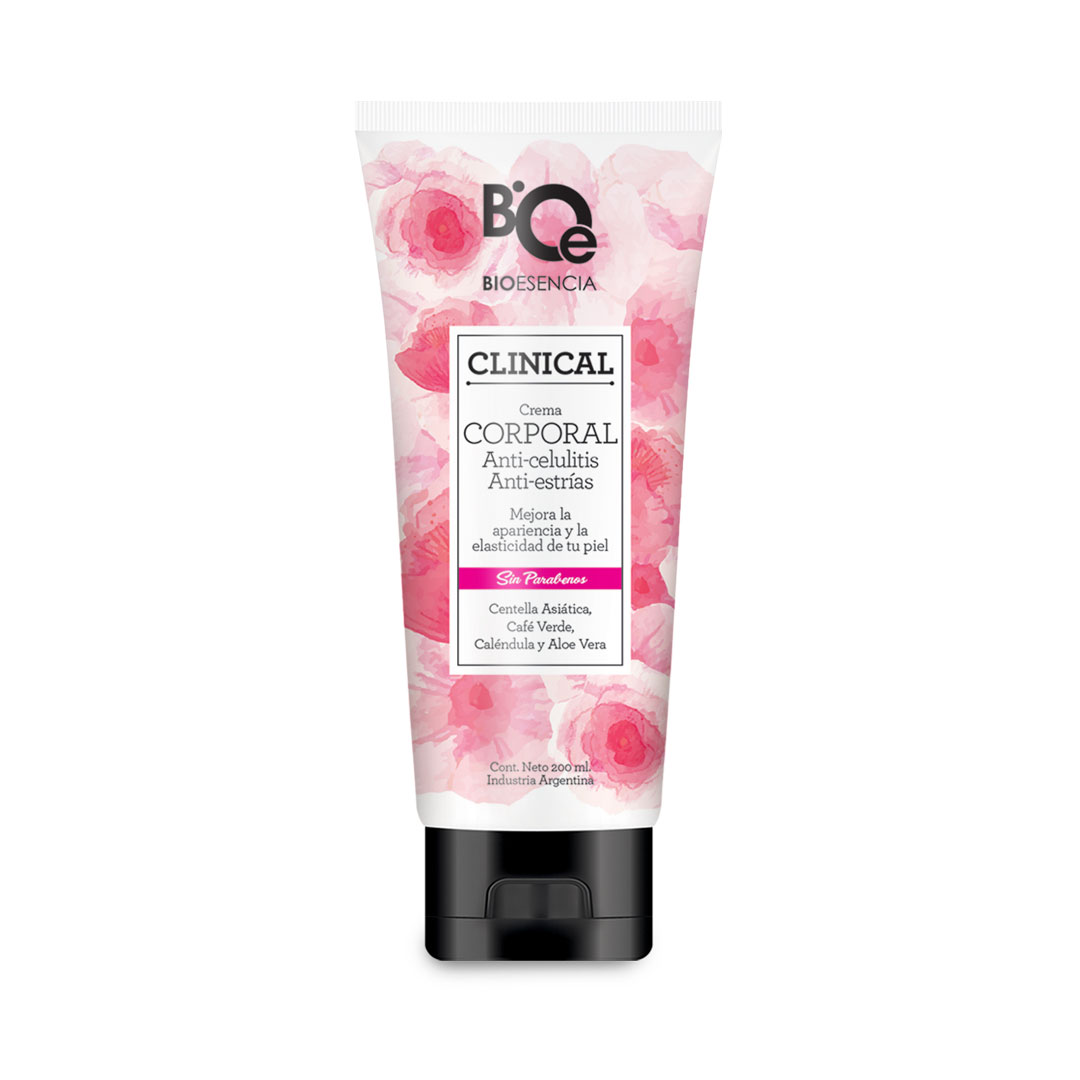 BiOe
BIOESENCIA
CLINICAL
Crema
CORPORAL
Anti-celulitis
Anti-estrías
Mejora la
apariencia y la
elasticidad de tu piel
Sin Parabenos
Centella Asiática,
Café Verde,
Caléndula y Aloe Vera
Cont. Neto 200 ml.
Industria Argentina